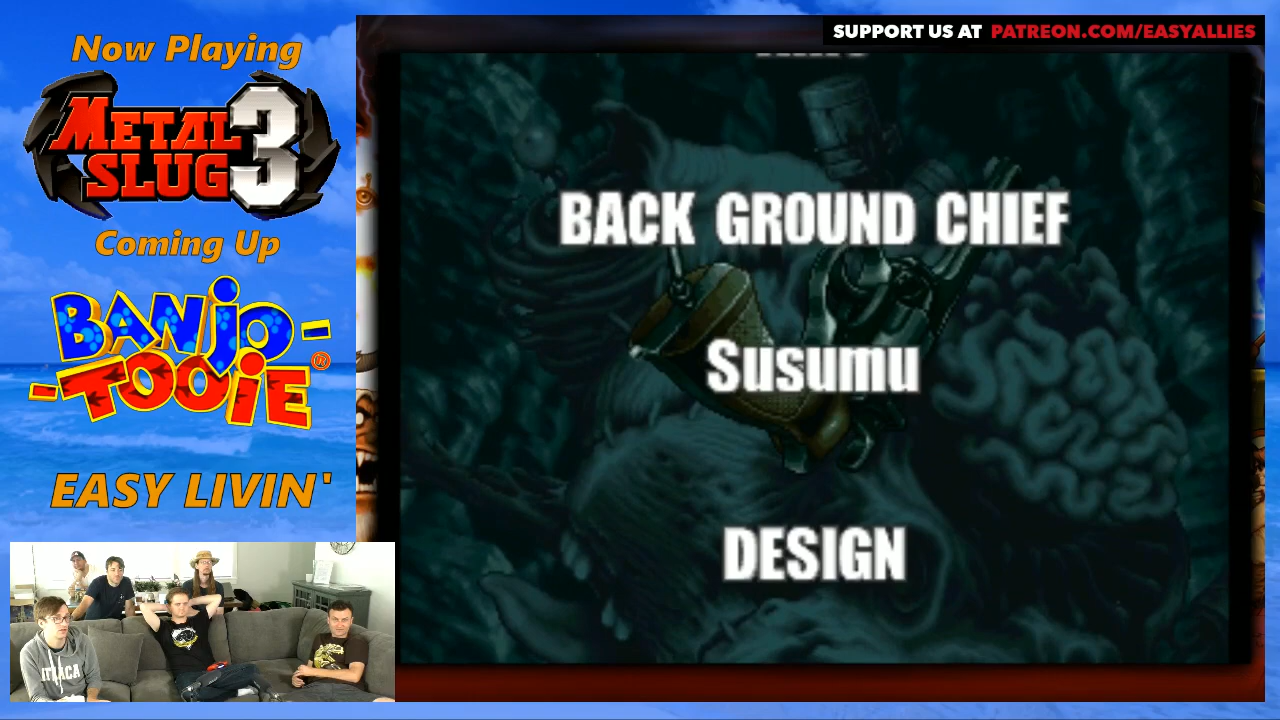 Now Playing
METAL
SLUG 3
Coming Up
BANJO-
-TOOIE®
EASY LIVIN'
ITHACA
SUPPORT US AT PATREON.COM/EASYALLIES
BACK GROUND CHIEF
Susumu
DESIGN